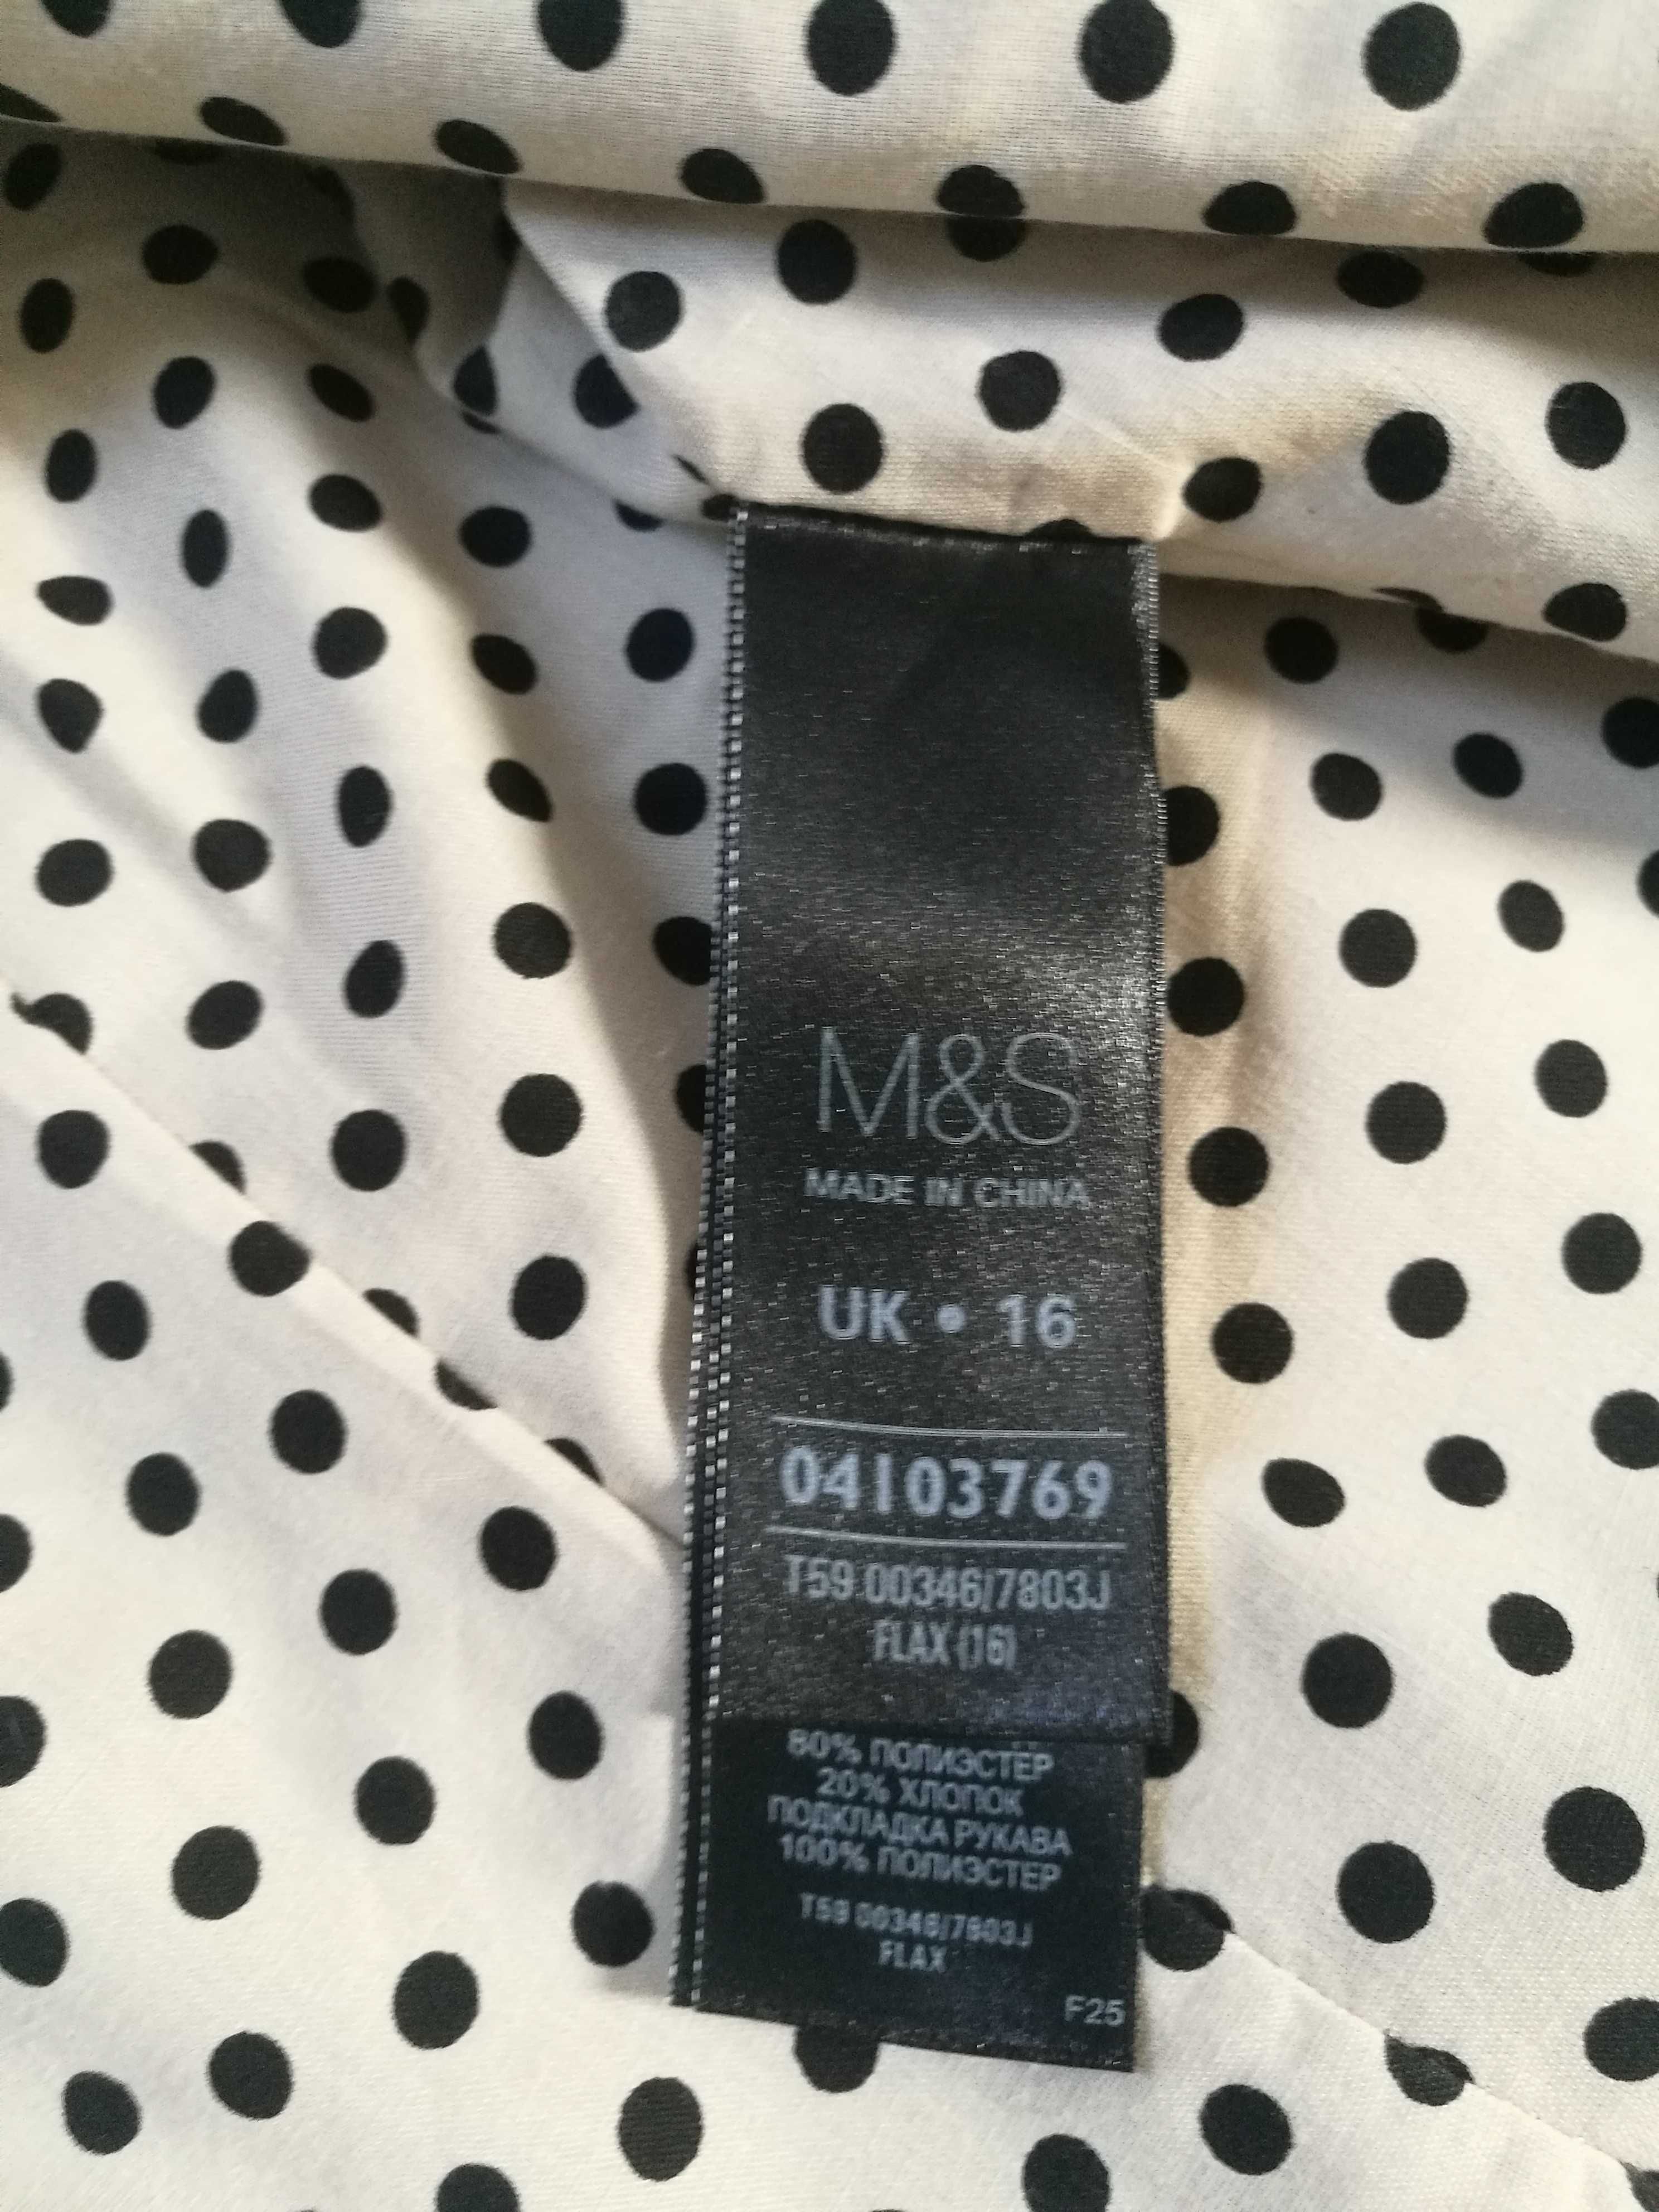 M&S
MADE IN CHINA
UK • 16
04103769
T59 00346/7803J
FLAX (16)
80% ПОЛИЭСТЕР
20% ХЛОПОК
ПОДКЛАДКА РУКАВА
100% ПОЛИЭСТЕР
T59 00346/7803J
FLAX
F25